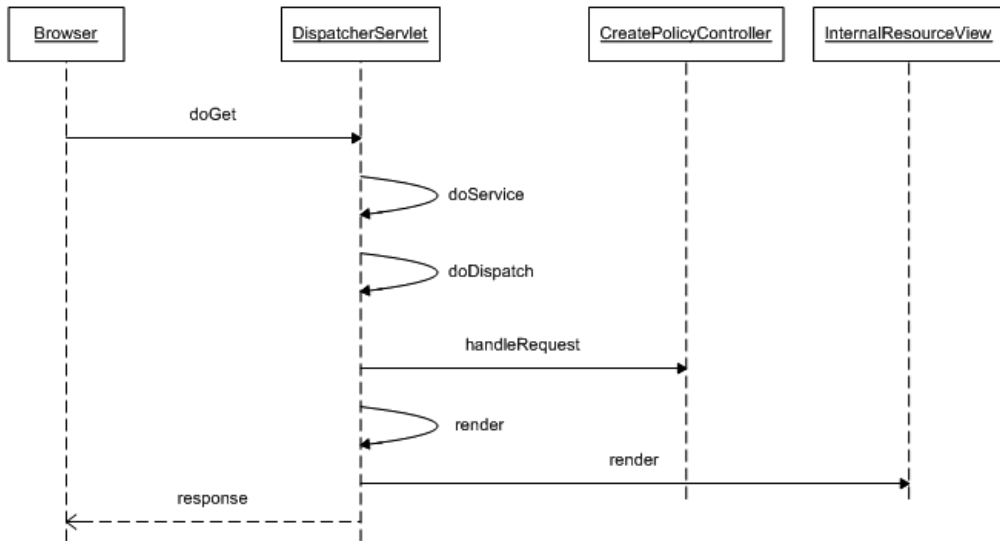 Browser
DispatcherServlet
CreatePolicyController
InternalResourceView
doGet
doService
doDispatch
handleRequest
render
render
response